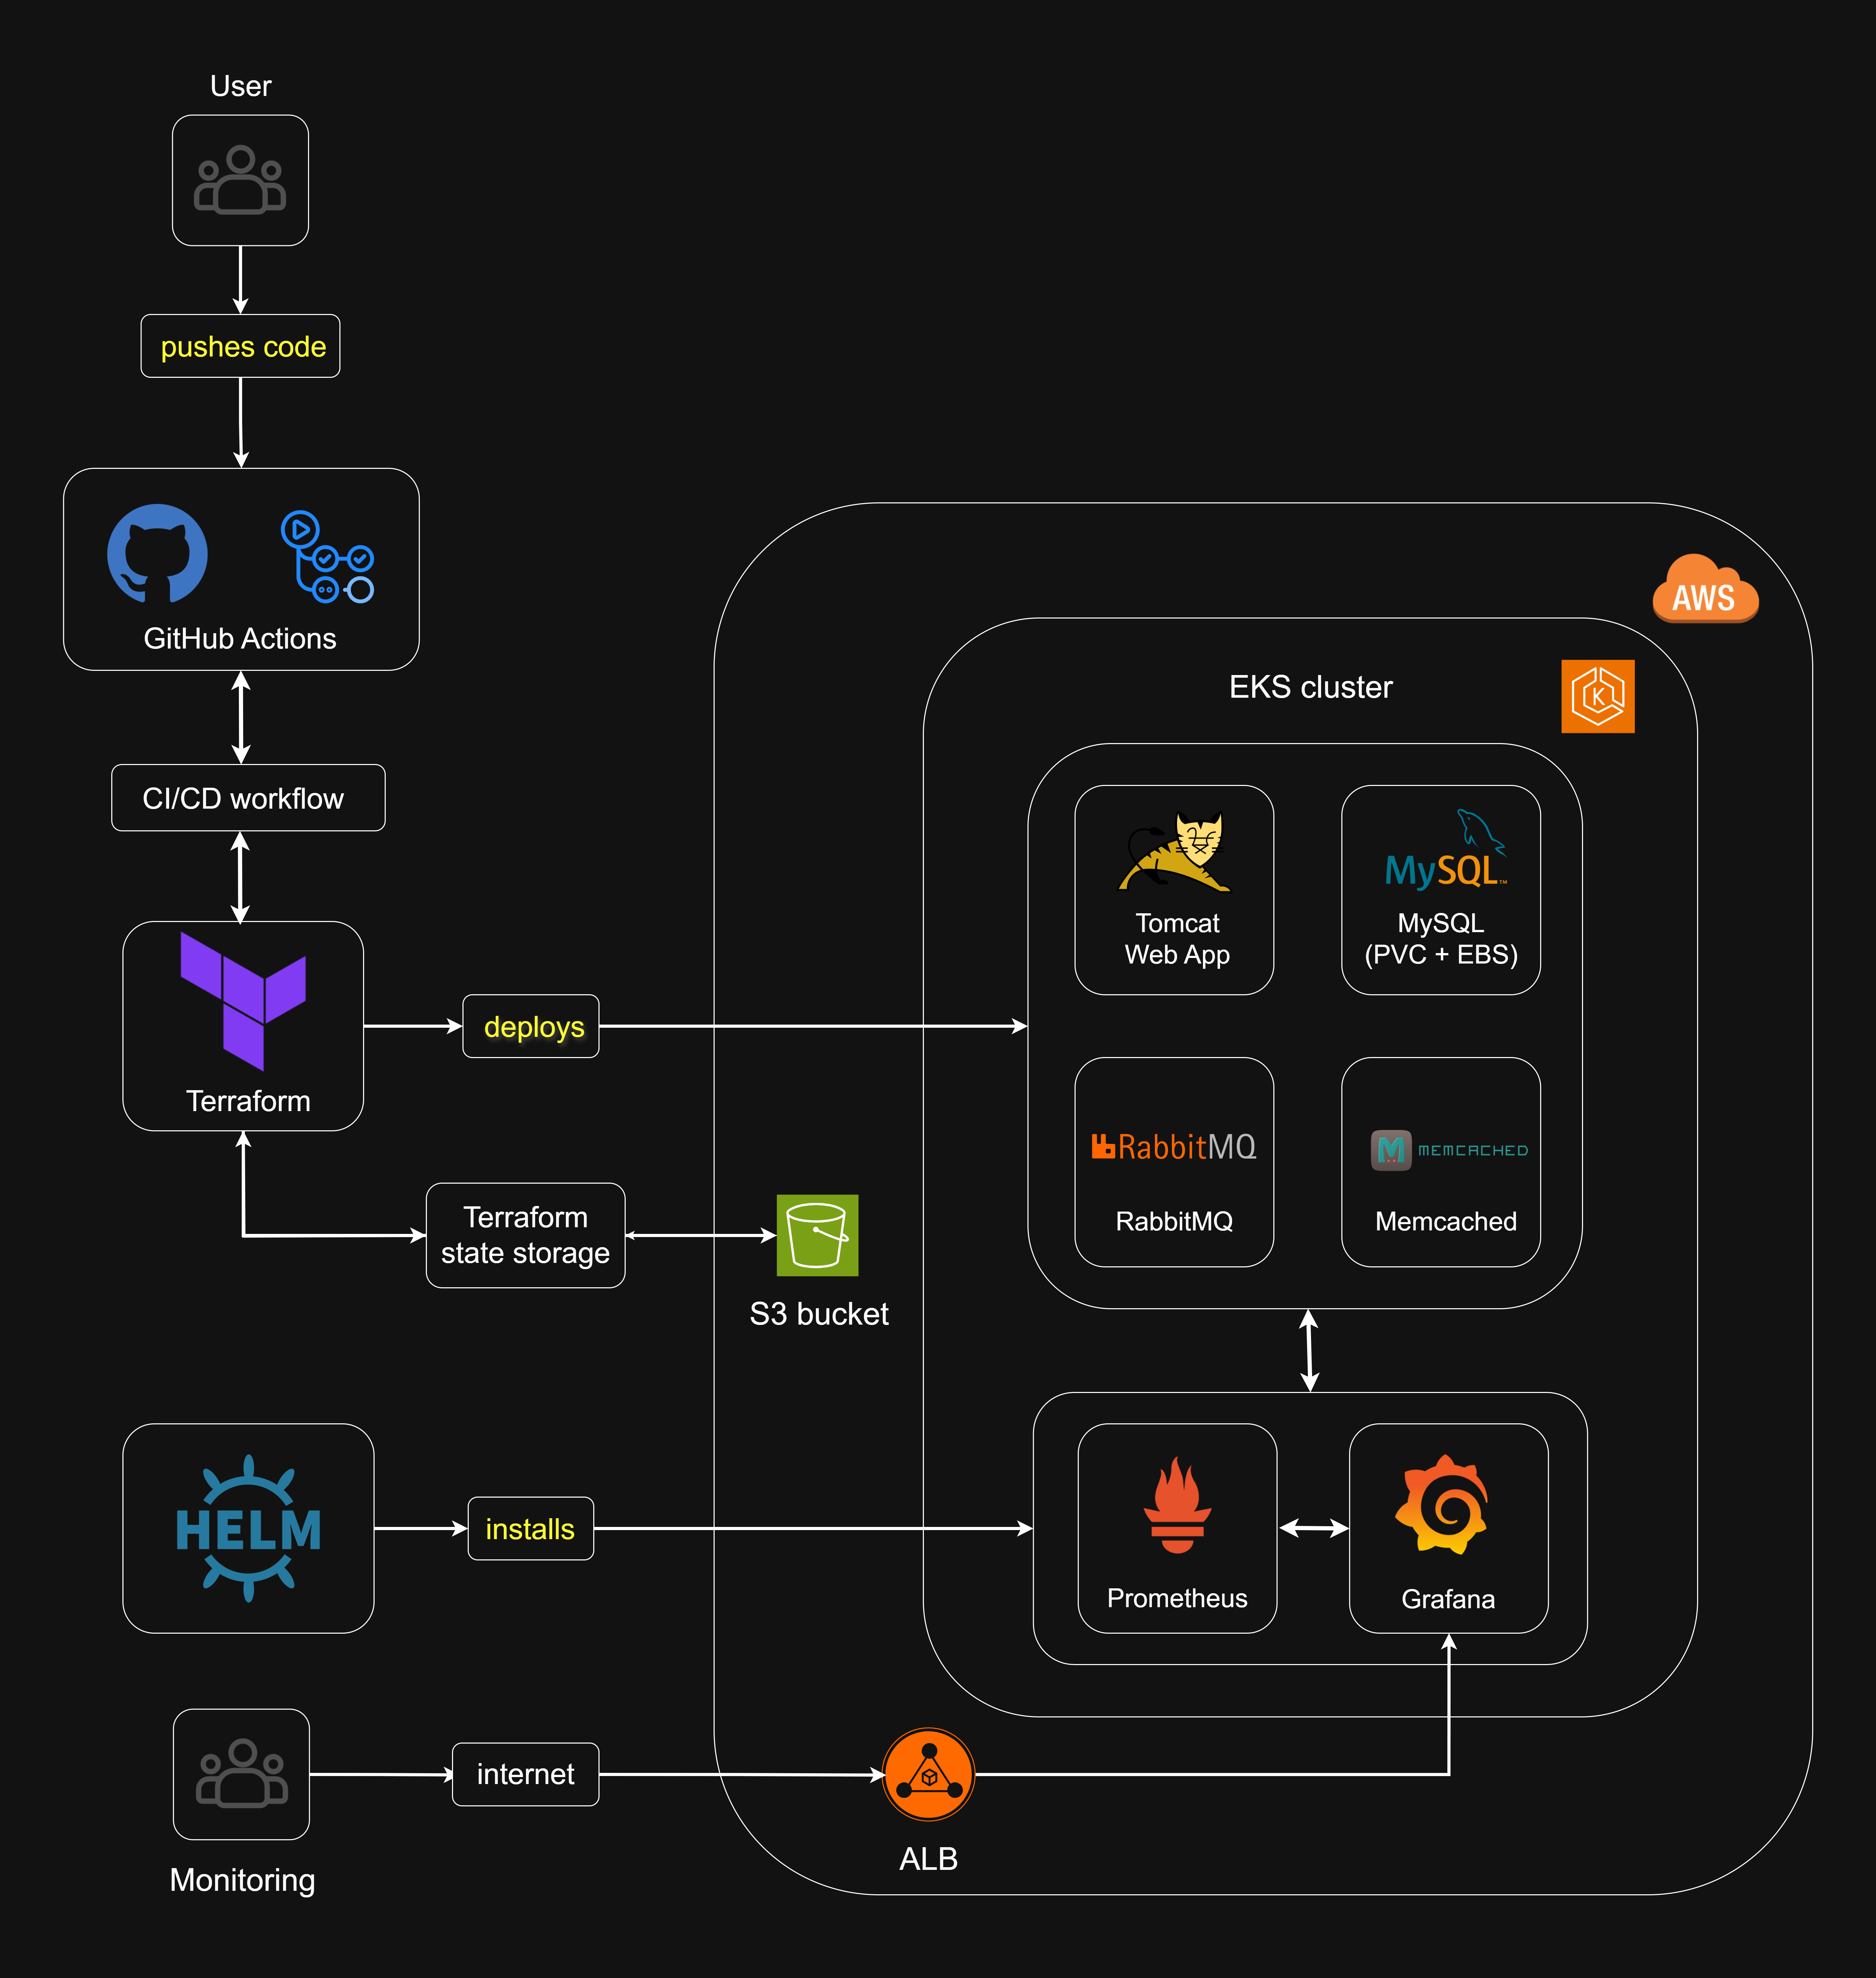 User
pushes code
GitHub Actions
CI/CD workflow
Terraform
deploys
Terraform
state storage
S3 bucket
HELM
installs
Monitoring
internet
ALB
AWS
EKS cluster
K
Tomcat
Web App
MySQL™
MySQL
(PVC + EBS)
RabbitMQ
RabbitMQ
M MEMCACHED
Memcached
Prometheus
Grafana